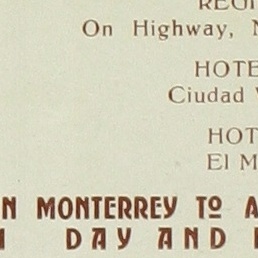 On Highway,
HOTE
Ciudad
HOT
El M
N MONTERREY TO A
DAY AND